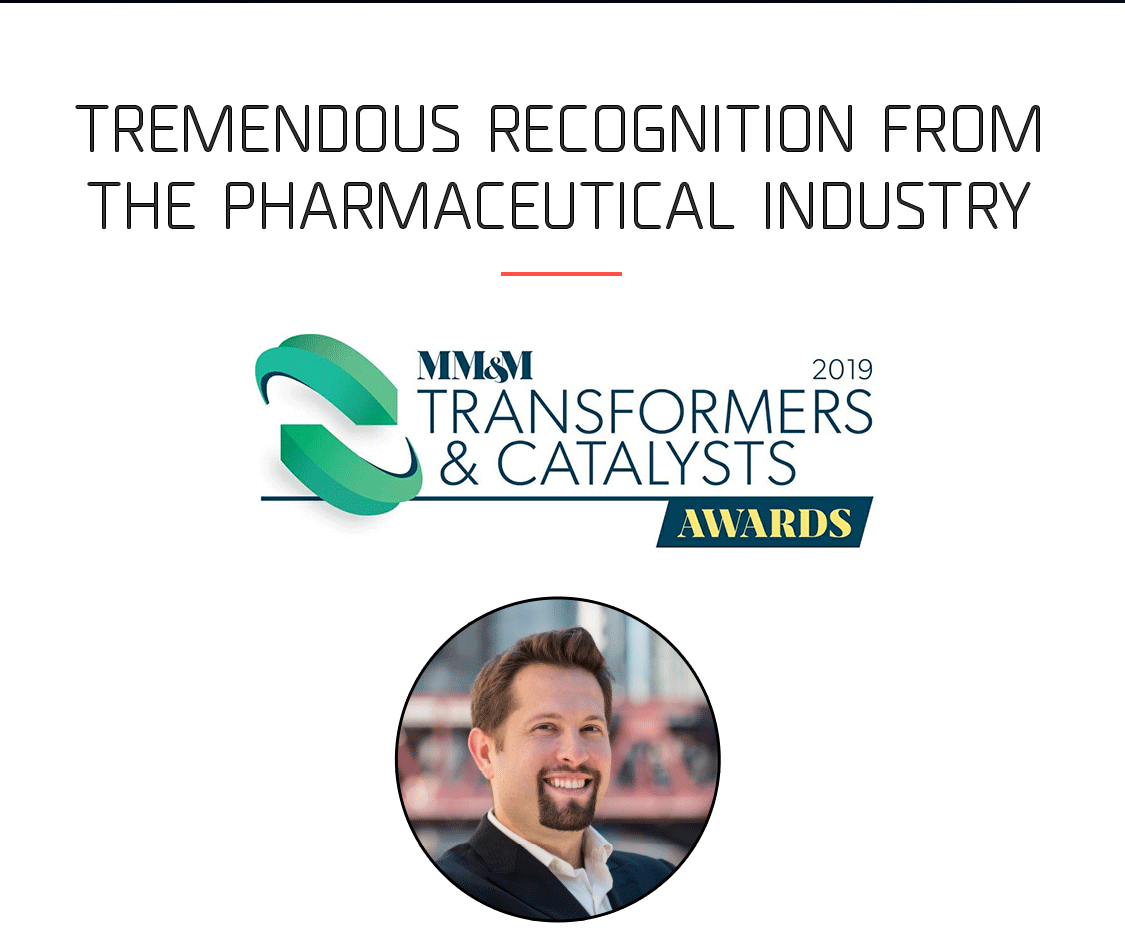 TREMENDOUS RECOGNITION FROM
THE PHARMACEUTICAL INDUSTRY
MM&M 2019
TRANSFORMERS
& CATALYSTS
AWARDS